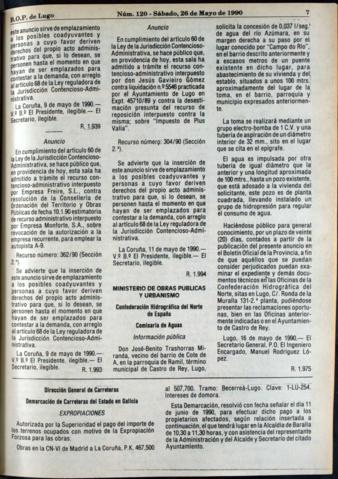 B.O.P. de Lugo
Núm. 120 - Sábado, 26 de Mayo de 1990
7
este anuncio sirve de emplazamiento
a los posibles coadyuvantes y
personas a cuyo favor deriven
derechos del propio acto adminis-
trativo para que, si lo desean, se
personen hasta el momento en que
hayan de ser emplazados para
contestar a la demanda, con arreglo
al artículo 68 de la Ley reguladora de
la Jurisdicción Contencioso-Admi-
nistrativa.
La Coruña, 9 de mayo de 1990.—
V.º B.º El Presidente, ilegible.— El
Secretario, ilegible.
R. 1.939
Anuncio
En cumplimiento del artículo 60 de
la Ley de la Jurisdicción Contencioso-
Administrativa, se hace público que,
de providencia de hoy, esta sala ha
admitido a trámite el recurso con-
tencioso-administrativo interpuesto
por Empresa Freire, S.L., contra
resolución de la Conselleria de
Ordenación del Territorio y Obras
Públicas de fecha 10.1.90 estimatoria
de recurso administrativo interpuesto
por Empresa Monforte, S.A., sobre
revocación de la autorización a la
empresa recurrente, para emplear la
autopista A-9.
Recurso número: 362/90 (Sección
2.ª).
Se advierte que la inserción de
este anuncio sirve de emplazamiento
a los posibles coadyuvantes y
personas a cuyo favor deriven
derechos del propio acto adminis-
trativo para que, si lo desean, se
personen hasta el momento en que
hayan de ser emplazados para
contestar a la demanda, con arreglo
al artículo 68 de la Ley reguladora de
la Jurisdicción Contencioso-Admi-
nistrativa.
La Coruña, 9 de mayo de 1990.—
V.º B.º El Presidente, ilegible.— El
Secretario, ilegible.
R. 1.993
Anuncio
En cumplimiento del artículo 60 de
la Ley de la Jurisdicción Contencioso-
Administrativa, se hace público que,
en providencia de hoy, esta sala ha
admitido a trámite el recurso con-
tencioso-administrativo interpuesto
por don Jesús Gavieiro Gómez
contra liquidación n.º 5546 practicada
por el Ayuntamiento de Lugo en
Expt. 45710/89 y contra la desesti-
mación presunta del recurso de
reposición interpuesto contra la
misma; sobre "Impuesto de Plus
Valía".
Recurso número: 304/90 (Sección
2.ª).
Se advierte que la inserción de
este anuncio sirve de emplazamiento
a los posibles coadyuvantes y
personas a cuyo favor deriven
derechos del propio acto adminis-
trativo para que, si lo desean, se
personen hasta el momento en que
hayan de ser emplazados para
contestar a la demanda, con arreglo
al artículo 68 de la Ley reguladora de
la Jurisdicción Contencioso-Admi-
nistrativa.
La Coruña, 11 de mayo de 1990.—
V.º B.º El Presidente, ilegible.— El
Secretario, ilegible.
R. 1.994
MINISTERIO DE OBRAS PUBLICAS
Y URBANISMO
Confederación Hidrográfica del Norte
de España
Comisaría de Aguas
Información pública
Don José-Benito Trashorras Mi-
randa, vecino del barrio de Cote de
A, en la parroquia de Ramil, término
municipal de Castro de Rey, Lugo,
solicita la concesión de 0,037 l/seg.
de agua del río Azúmara, en su
margen derecha a su paso por el
lugar conocido por "Campo do Rio",
en el barrio descrito anteriormente y
a escasos metros de un puente
existente en dicho lugar, para
abastecimiento de su vivienda y del
establo, situados a unos 100 mts.
aproximadamente del lugar de la
toma, en el barrio, parroquia y
municipio expresados anteriormen-
te.
La toma se realizará mediante un
grupo electro-bomba de 1 C.V. y una
tubería de aspiración de un diámetro
interior de 32 mm., sito en el lugar
que se cita en el epígrafe.
El agua es impulsada por otra
tubería de igual diámetro que la
anterior y una longitud aproximada
de 100 mtrs., hasta un pozo existente
que está adosado a la vivienda del
solicitante, este pozo es de planta
cuadrada, llevando instalado un
grupo de hidropresión para regular
el consumo de agua.
Haciéndose público para general
conocimiento, por un plazo de veinte
(20) días, contados a partir de la
publicación del presente anuncio en
el Boletín Oficial de la Provincia, a fin
de que aquéllos que se puedan
considerar perjudicados puedan exa-
minar el expediente y demás docu-
mentos técnicos en las Oficinas de la
Confederación Hidrográfica del
Norte, sitas en Lugo, C/. Ronda de la
Muralla 131-2.ª planta, pudiéndose
presentar las reclamaciones oportu-
nas, bien en las Oficinas anterior-
mente indicadas o en el Ayuntamien-
to de Castro de Rey.
Lugo, 16 de mayo de 1990.— El
Secretario General, P.O. El Ingeniero
Encargado, Manuel Rodríguez Ló-
pez.
R. 1.975
Dirección General de Carreteras
Demarcación de Carreteras del Estado en Galicia
EXPROPIACIONES
Autorizada por la Superioridad el pago del importe de
los terrenos ocupados con motivo de la Expropiación
Forzosa para las obras.
Obras en la CN-VI de Madrid a La Coruña, P.K. 467,500
al 507,700. Tramo: Becerreá-Lugo. Clave: 1-LU-254.
Intereses de demora.
Esta Demarcación, resolvió con fecha señalar el día 11
de junio de 1990, para efectuar dicho pago a los
propietarios afectados, según relación insertada a
continuación, el que tendrá lugar en la Alcaldía de Baralla
de 10,30 a 11,30 horas, y con asistencia del representante
de la Administración y del Alcalde y Secretario del citado
Ayuntamiento.